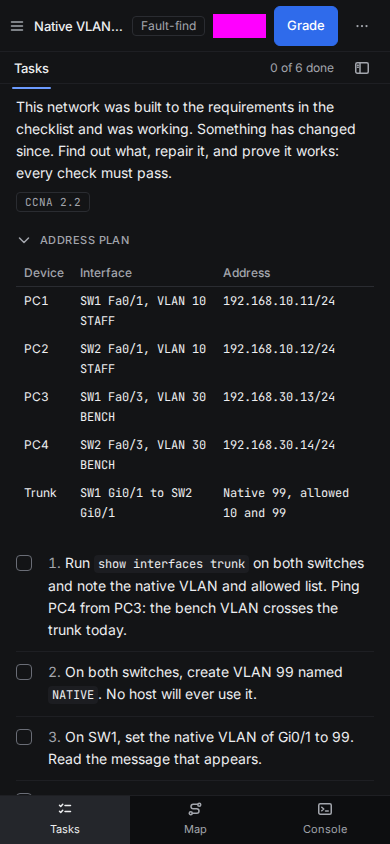 Native VLAN... Fault-find Grade
Tasks 0 of 6 done
This network was built to the requirements in the
checklist and was working. Something has changed
since. Find out what, repair it, and prove it works:
every check must pass.
CCNA 2.2
ADDRESS PLAN
Device Interface Address
PC1 SW1 Fa0/1, VLAN 10 192.168.10.11/24
STAFF
PC2 SW2 Fa0/1, VLAN 10 192.168.10.12/24
STAFF
PC3 SW1 Fa0/3, VLAN 30 192.168.30.13/24
BENCH
PC4 SW2 Fa0/3, VLAN 30 192.168.30.14/24
BENCH
Trunk SW1 Gi0/1 to SW2 Native 99, allowed
Gi0/1 10 and 99
1. Run show interfaces trunk on both switches
and note the native VLAN and allowed list. Ping
PC4 from PC3: the bench VLAN crosses the
trunk today.
2. On both switches, create VLAN 99 named
NATIVE. No host will ever use it.
3. On SW1, set the native VLAN of Gi0/1 to 99.
Read the message that appears.
Tasks Map Console